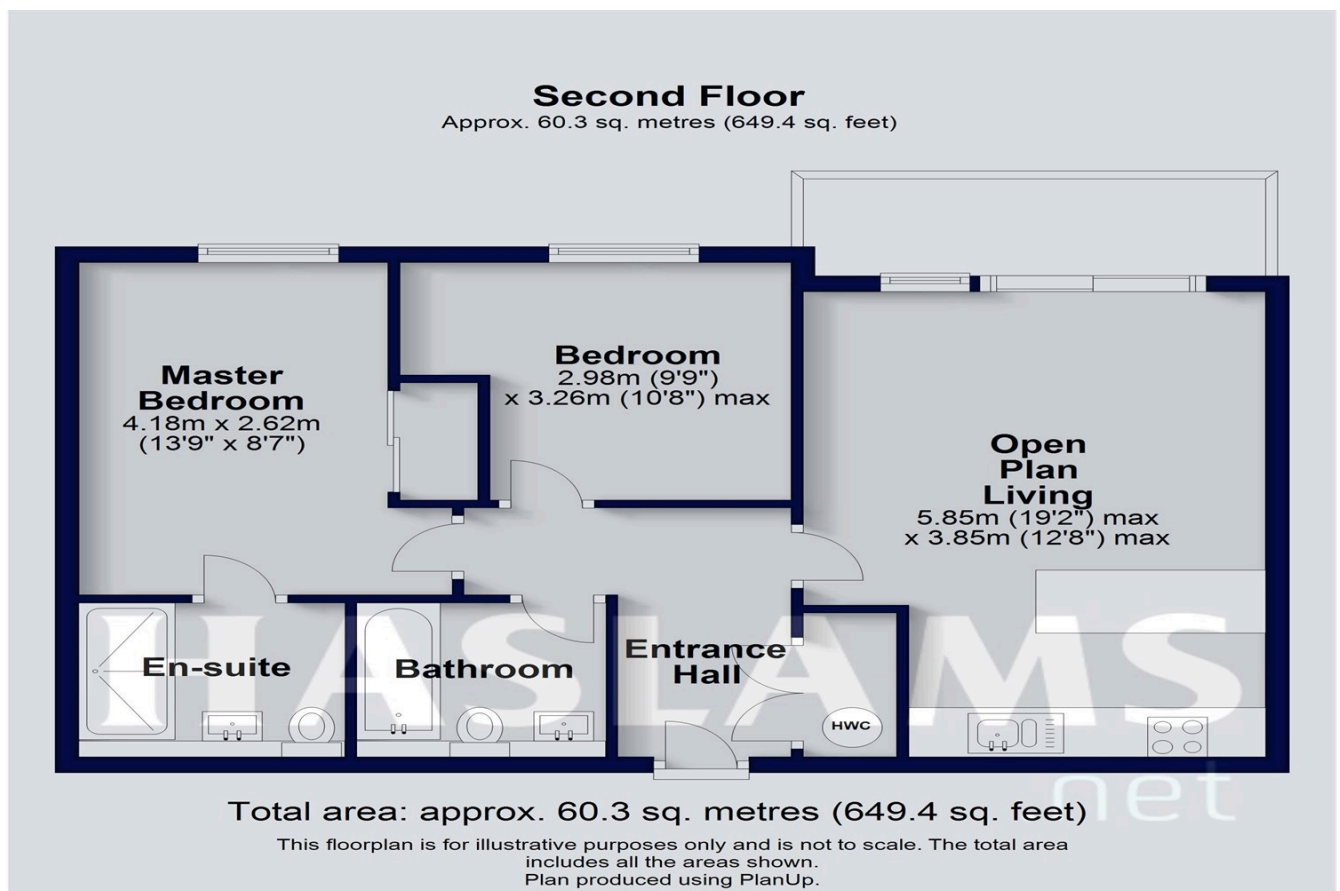 Second Floor
Approx. 60.3 sq. metres (649.4 sq. feet)
Master
Bedroom
4.18m x 2.62m
(13'9" x 8'7")
Bedroom
2.98m (9'9")
x 3.26m (10'8") max
Open
Plan
Living
5.85m (19'2") max
x 3.85m (12'8") max
En-suite
Bathroom
Entrance
Hall
HWC
HASLAMS
net
Total area: approx. 60.3 sq. metres (649.4 sq. feet)
This floorplan is for illustrative purposes only and is not to scale. The total area
includes all the areas shown.
Plan produced using PlanUp.